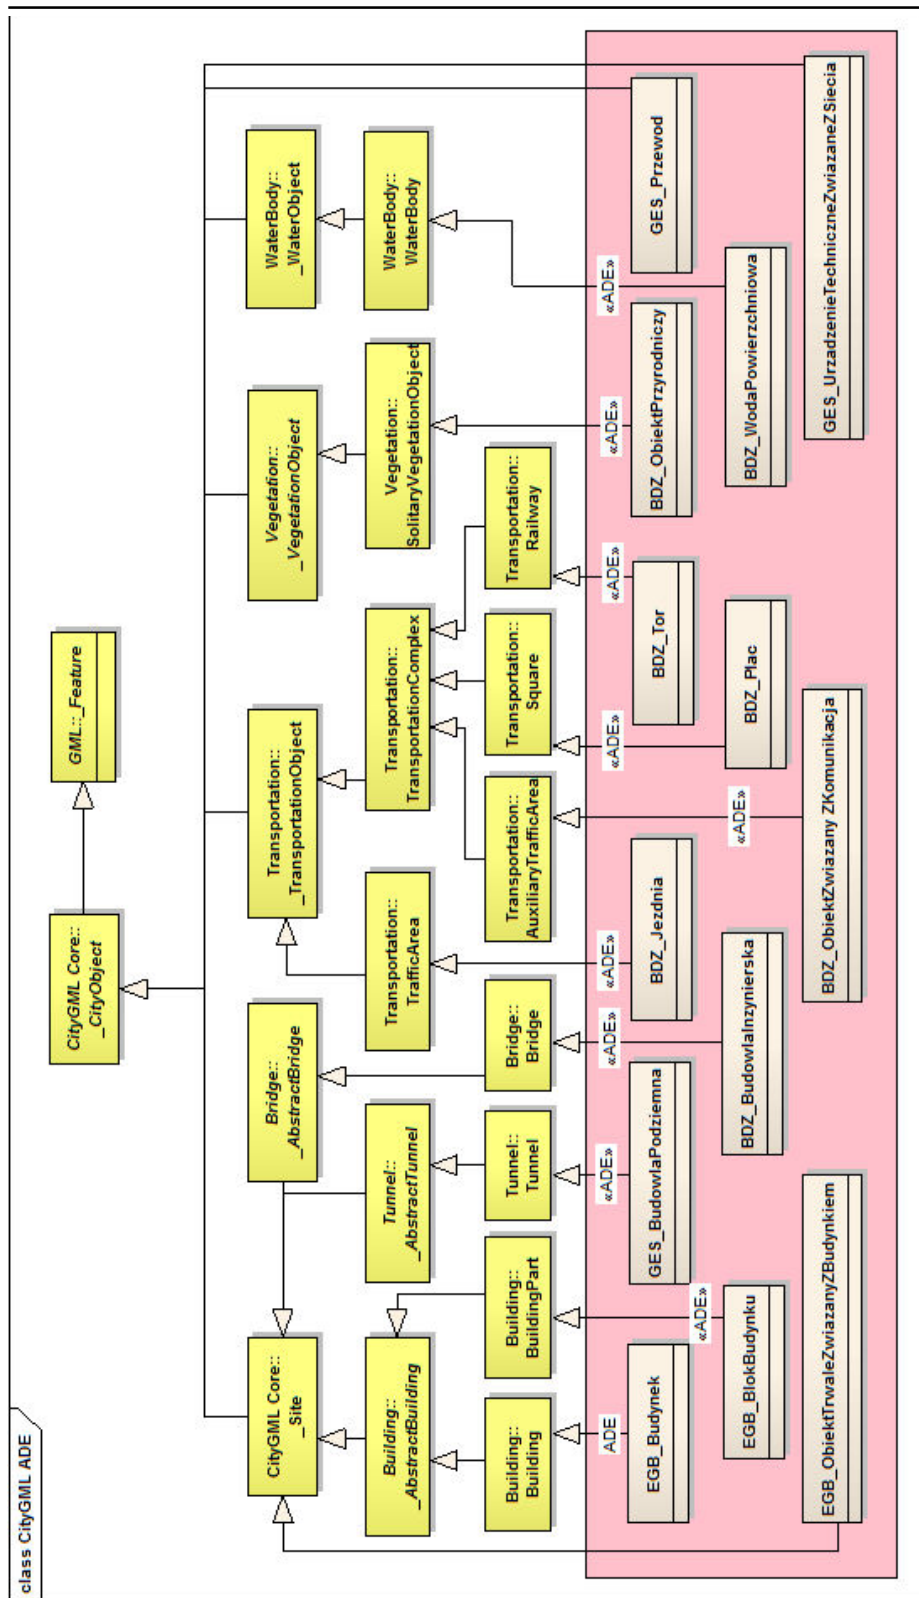 class CityGML ADE
GML::_Feature
CityGML Core::
_CityObject
CityGML Core::
_Site
Bridge::
_AbstractBridge
Transportation::
_TransportationObject
Vegetation::
_VegetationObject
WaterBody::
_WaterObject
Building::
_AbstractBuilding
Tunnel::
_AbstractTunnel
Transportation::
TrafficArea
Transportation::
TransportationComplex
Vegetation::
SolitaryVegetationObject
WaterBody::
WaterBody
Building::
Building
Building::
BuildingPart
Tunnel::
Tunnel
Bridge::
Bridge
Transportation::
AuxiliaryTrafficArea
Transportation::
Square
Transportation::
Railway
ADE
«ADE»
«ADE»
«ADE»
«ADE»
«ADE»
«ADE»
«ADE»
«ADE»
«ADE»
EGB_Budynek
GES_BudowlaPodziemna
BDZ_Jezdnia
BDZ_Tor
BDZ_ObiektPrzyrodniczy
GES_Przewod
EGB_BlokBudynku
BDZ_BudowlaInzynierska
BDZ_Plac
BDZ_WodaPowierzchniowa
EGB_ObiektTrwaleZwiazanyZBudynkiem
BDZ_ObiektZwiazany ZKomunikacja
GES_UrzadzenieTechniczneZwiazaneZSiecia